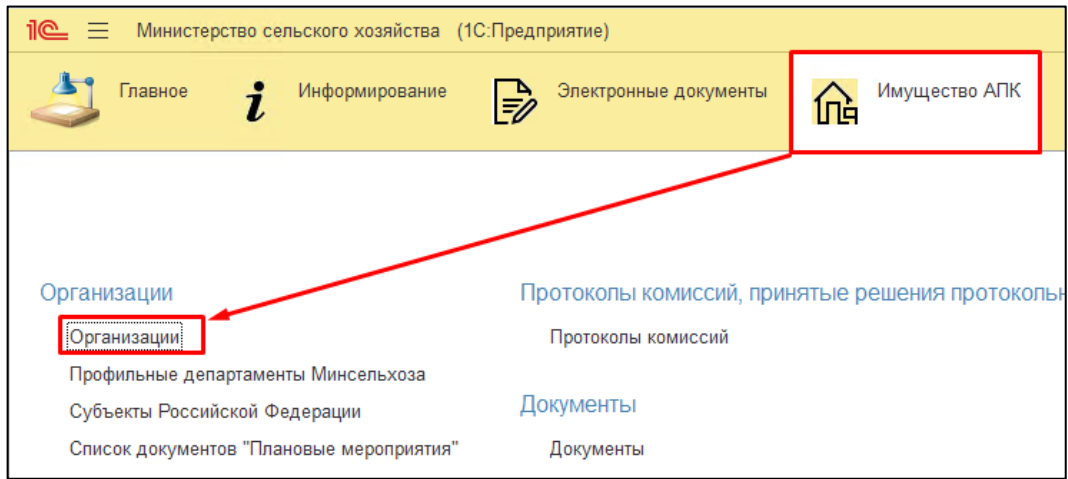 1С Министерство сельского хозяйства (1С:Предприятие)
Главное
Информирование
Электронные документы
Имущество АПК
Организации
Организации
Профильные департаменты Минсельхоза
Субъекты Российской Федерации
Список документов "Плановые мероприятия"
Протоколы комиссий, принятые решения протокольн
Протоколы комиссий
Документы
Документы